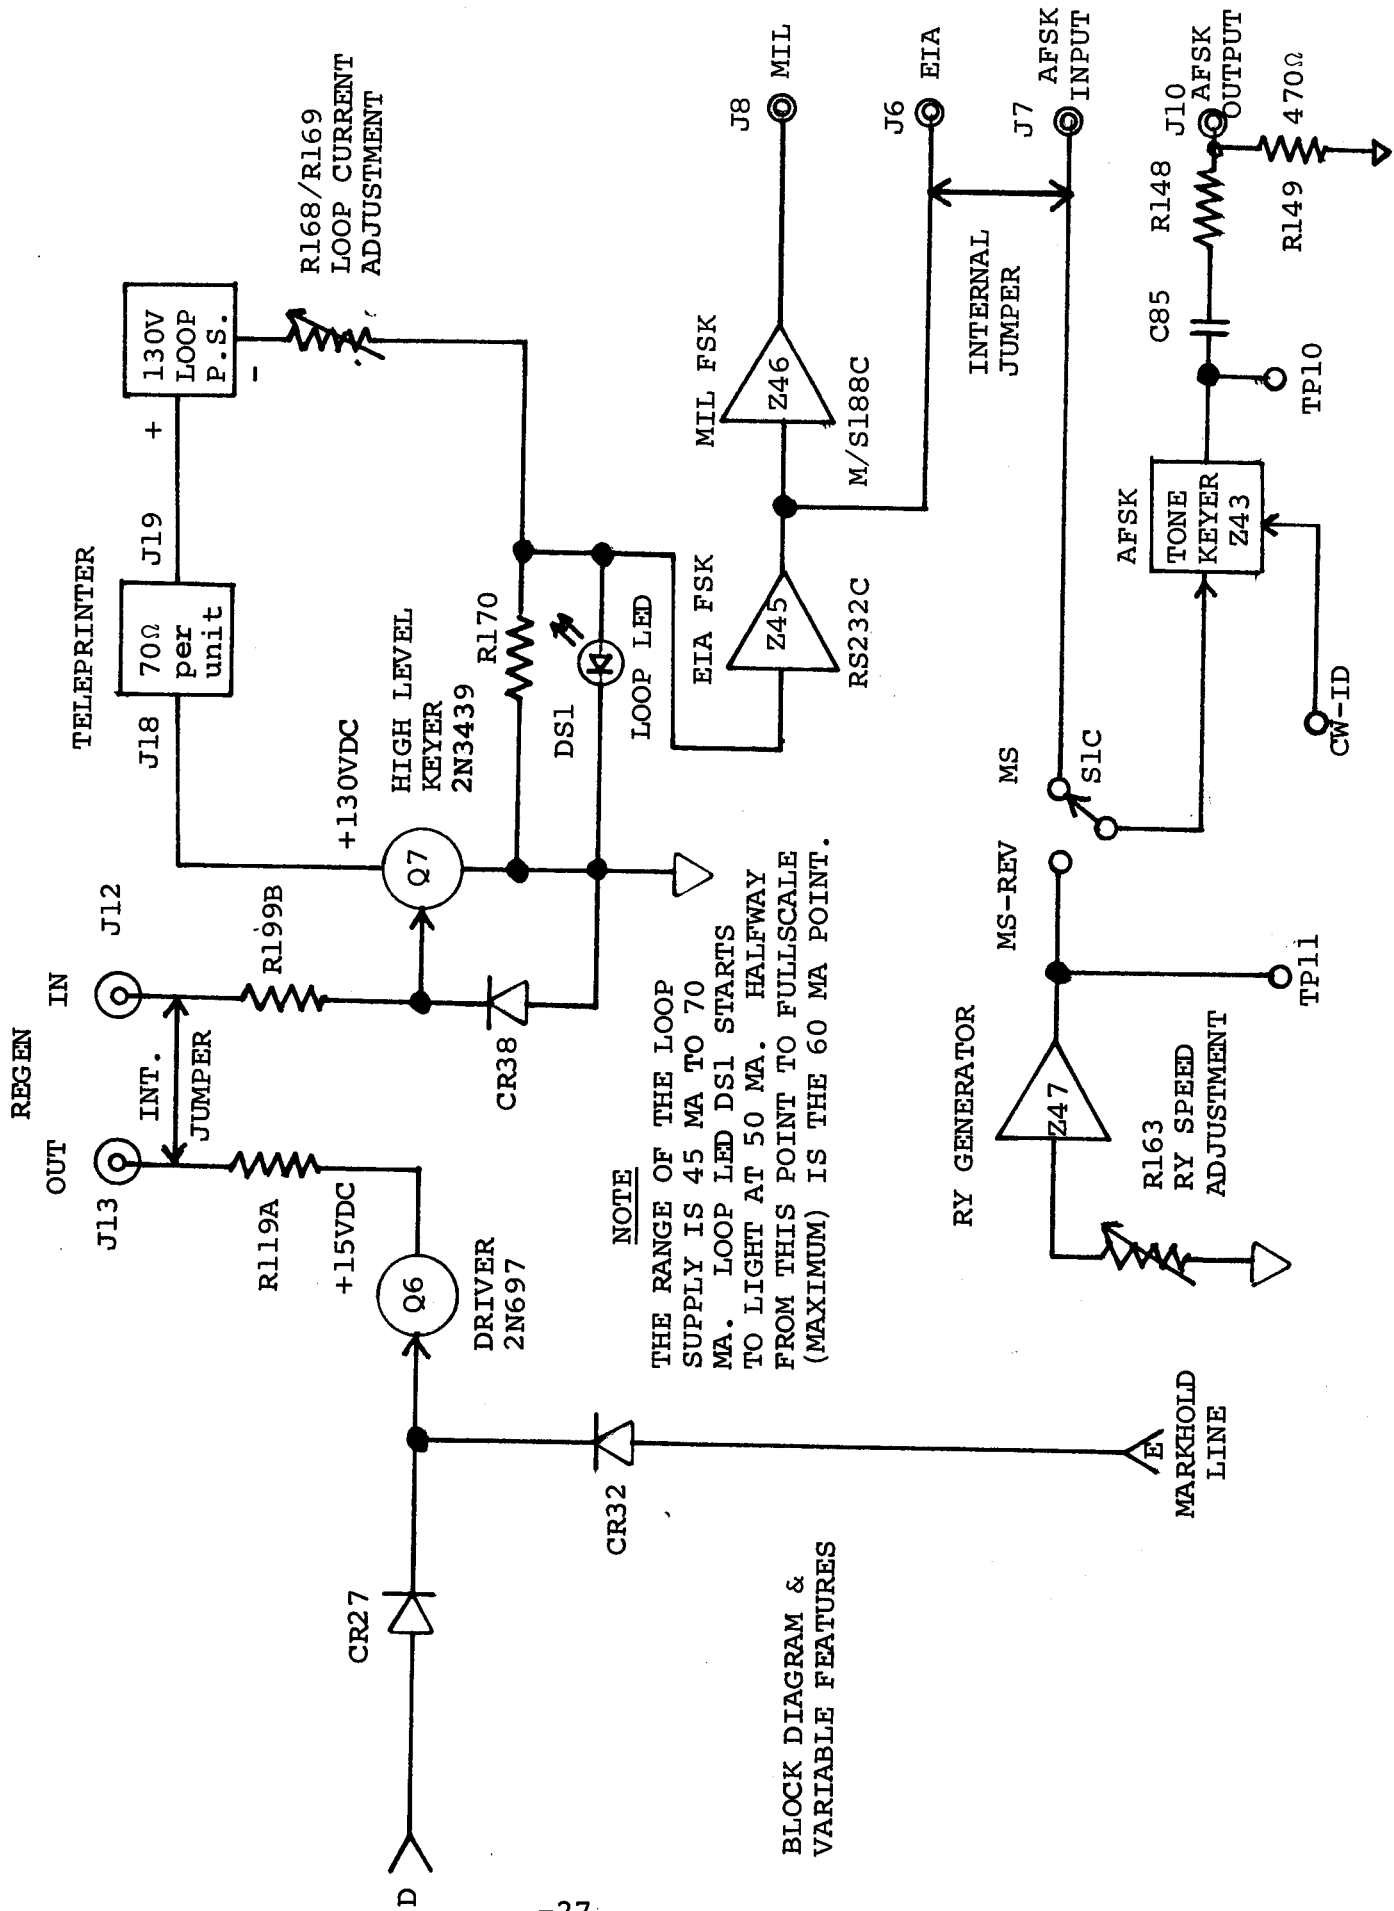 REGEN
OUT
IN
J13
J12
INT.
JUMPER
R119A
R199B
+15VDC
Q6
DRIVER
2N697
D
CR27
CR32
E
MARKHOLD
LINE
CR38
TELEPRINTER
J18
70Ω
per
unit
J19
+
130V
LOOP
P.S.
-
R168/R169
LOOP CURRENT
ADJUSTMENT
+130VDC
Q7
HIGH LEVEL
KEYER
2N3439
R170
DS1
LOOP LED
EIA FSK
Z45
RS232C
MIL FSK
Z46
M/S188C
J8
MIL
J6
EIA
INTERNAL
JUMPER
J7
AFSK
INPUT
NOTE
THE RANGE OF THE LOOP
SUPPLY IS 45 MA TO 70
MA. LOOP LED DS1 STARTS
TO LIGHT AT 50 MA. HALFWAY
FROM THIS POINT TO FULLSCALE
(MAXIMUM) IS THE 60 MA POINT.
BLOCK DIAGRAM &
VARIABLE FEATURES
RY GENERATOR
Z47
R163
RY SPEED
ADJUSTMENT
TP11
MS-REV
MS
S1C
CW-ID
AFSK
TONE
KEYER
Z43
TP10
C85
R148
J10
AFSK
OUTPUT
R149
470Ω
-27